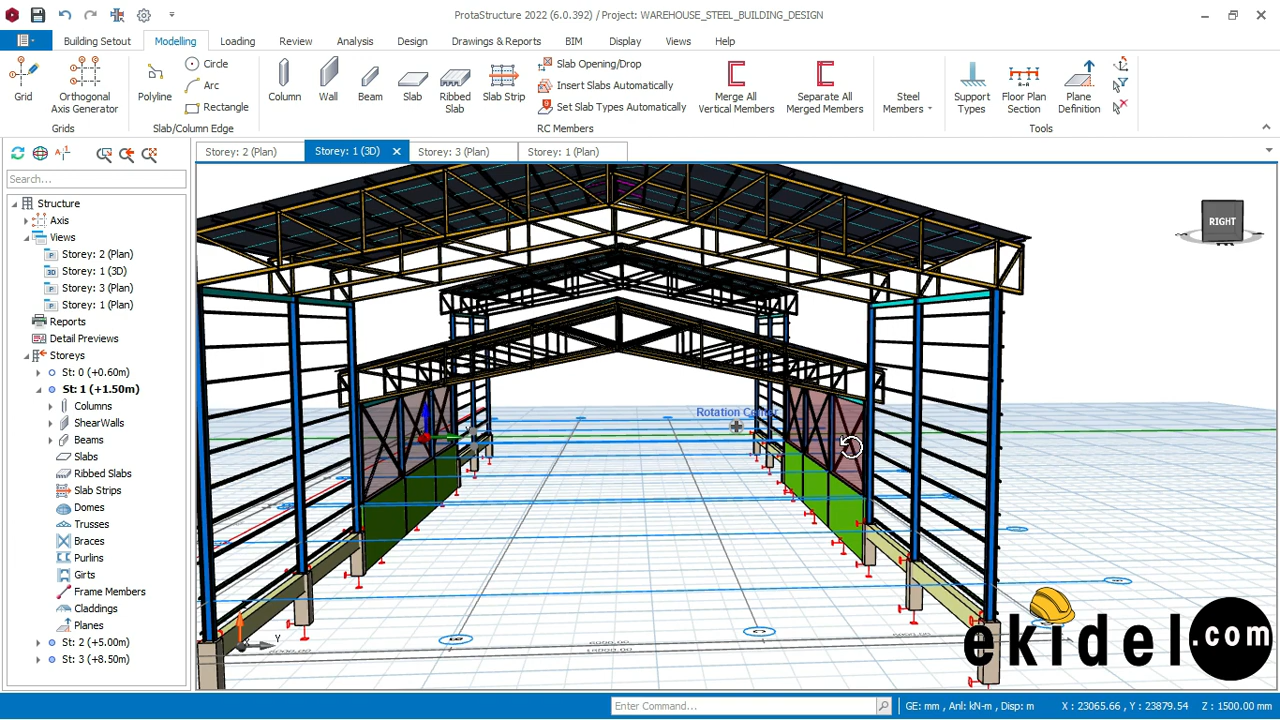 ProtaStructure 2022 (6.0.392) / Project: WAREHOUSE_STEEL_BUILDING_DESIGN
Building Setout Modelling Loading Review Analysis Design Drawings & Reports BIM Display Views Help
Grid
Orthogonal
Axis Generator
Grids
Polyline
Circle
Arc
Rectangle
Slab/Column Edge
Column
Wall
Beam
Slab
Ribbed
Slab
Slab Strip
Slab Opening/Drop
Insert Slabs Automatically
Set Slab Types Automatically
RC Members
Merge All
Vertical Members
Separate All
Merged Members
Steel
Members
Support
Types
Floor Plan
Section
Plane
Definition
Tools
Storey: 2 (Plan)
Storey: 1 (3D)
Storey: 3 (Plan)
Storey: 1 (Plan)
Search...
Structure
Axis
Views
Storey: 2 (Plan)
Storey: 1 (3D)
Storey: 3 (Plan)
Storey: 1 (Plan)
Reports
Detail Previews
Storeys
St: 0 (+0.60m)
St: 1 (+1.50m)
Columns
ShearWalls
Beams
Slabs
Ribbed Slabs
Slab Strips
Domes
Trusses
Braces
Purlins
Girts
Frame Members
Claddings
Planes
St: 2 (+5.00m)
St: 3 (+8.50m)
RIGHT
Rotation Center
Y
ekidel.com
Enter Command...
GE: mm , Anl: kN-m , Disp: m
X : 23065.66 , Y : 23879.54
Z : 1500.00 mm